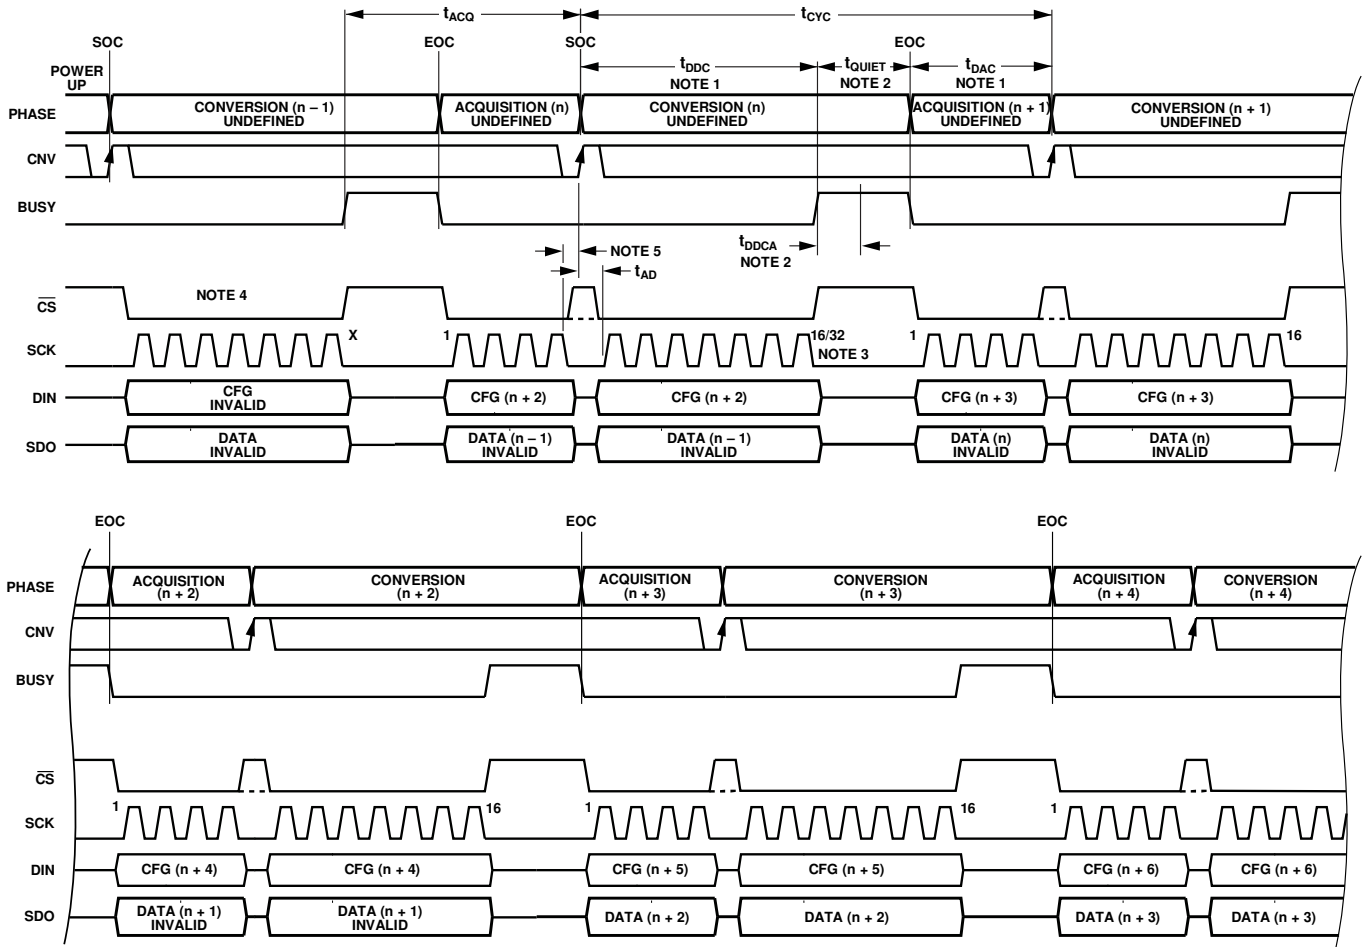 tACQ
tCYC
SOC
EOC
SOC
EOC
POWER
UP
tDDC
NOTE 1
tQUIET
NOTE 2
tDAC
NOTE 1
PHASE
CONVERSION (n – 1)
UNDEFINED
ACQUISITION (n)
UNDEFINED
CONVERSION (n)
UNDEFINED
ACQUISITION (n + 1)
UNDEFINED
CONVERSION (n + 1)
UNDEFINED
CNV
BUSY
NOTE 5
tDDCA
NOTE 2
tAD
CS
NOTE 4
SCK
X
1
16/32
NOTE 3
1
16
DIN
CFG
INVALID
CFG (n + 2)
CFG (n + 2)
CFG (n + 3)
CFG (n + 3)
SDO
DATA
INVALID
DATA (n – 1)
INVALID
DATA (n – 1)
INVALID
DATA (n)
INVALID
DATA (n)
INVALID
EOC
EOC
EOC
PHASE
ACQUISITION
(n + 2)
CONVERSION
(n + 2)
ACQUISITION
(n + 3)
CONVERSION
(n + 3)
ACQUISITION
(n + 4)
CONVERSION
(n + 4)
CNV
BUSY
CS
SCK
1
16
1
16
1
DIN
CFG (n + 4)
CFG (n + 4)
CFG (n + 5)
CFG (n + 5)
CFG (n + 6)
CFG (n + 6)
SDO
DATA (n + 1)
INVALID
DATA (n + 1)
INVALID
DATA (n + 2)
DATA (n + 2)
DATA (n + 3)
DATA (n + 3)